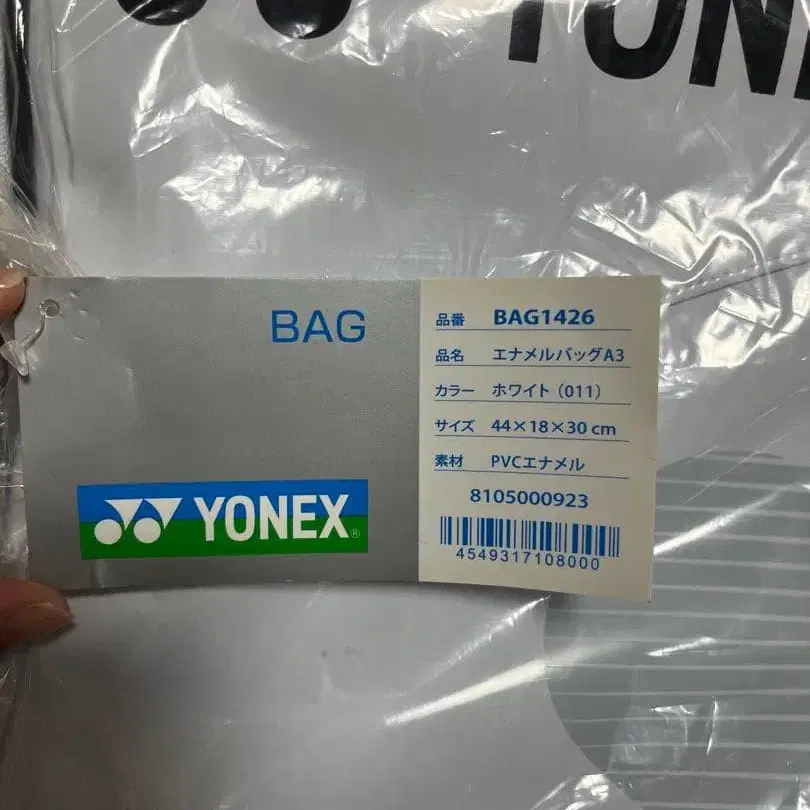 YONEX
BAG
YONEX®
品番 BAG1426
品名 エナメルバッグA3
カラー ホワイト（011）
サイズ 44×18×30 cm
素材 PVCエナメル
8105000923
4549317108000